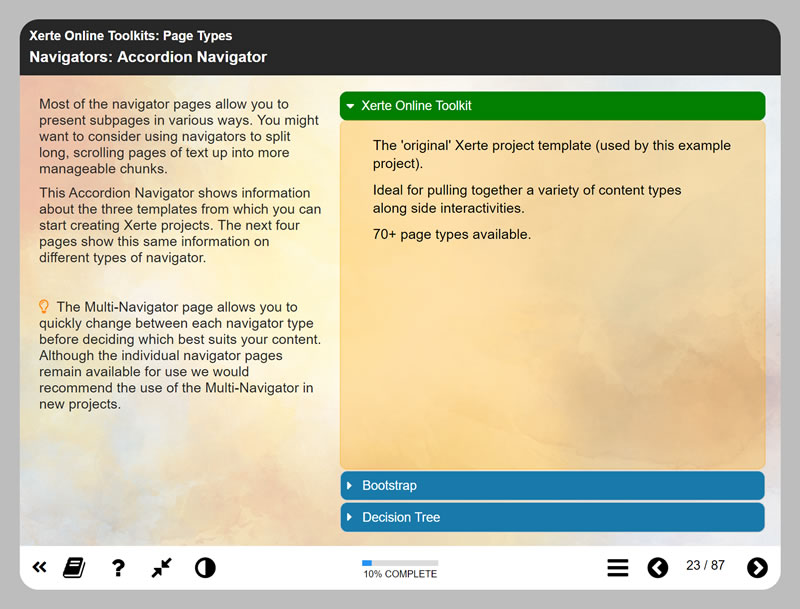 Xerte Online Toolkits: Page Types
Navigators: Accordion Navigator
Most of the navigator pages allow you to
present subpages in various ways. You might
want to consider using navigators to split
long, scrolling pages of text up into more
manageable chunks.
This Accordion Navigator shows information
about the three templates from which you can
start creating Xerte projects. The next four
pages show this same information on
different types of navigator.
The Multi-Navigator page allows you to
quickly change between each navigator type
before deciding which best suits your content.
Although the individual navigator pages
remain available for use we would
recommend the use of the Multi-Navigator in
new projects.
Xerte Online Toolkit
The 'original' Xerte project template (used by this example
project).
Ideal for pulling together a variety of content types
along side interactivities.
70+ page types available.
Bootstrap
Decision Tree
10% COMPLETE
23 / 87